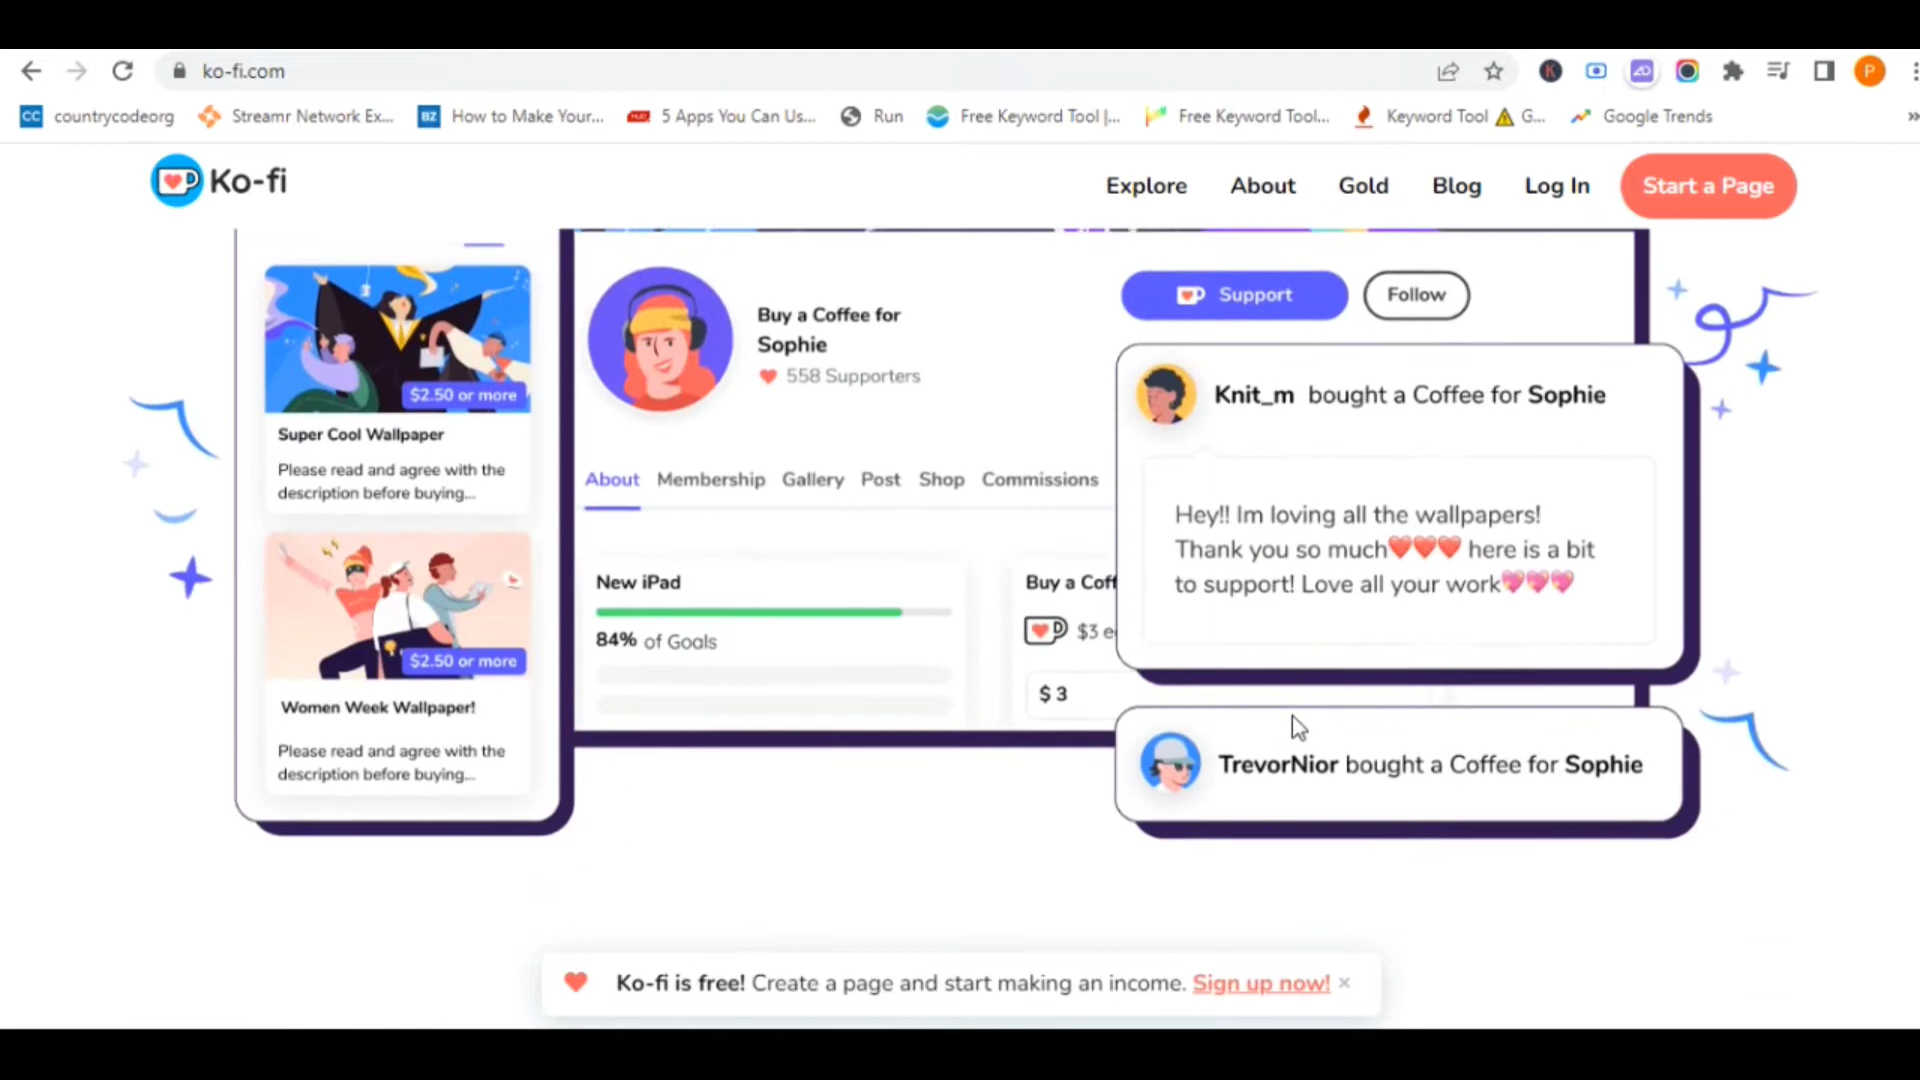 ko-fi.com
P
CC countrycodeorg
Streamr Network Ex...
BZ How to Make Your...
5 Apps You Can Us...
Run
Free Keyword Tool |...
Free Keyword Tool...
Keyword Tool ⚠ G...
Google Trends
»
Ko-fi
Explore
About
Gold
Blog
Log In
Start a Page
$2.50 or more
Super Cool Wallpaper
Please read and agree with the
description before buying...
$2.50 or more
Women Week Wallpaper!
Please read and agree with the
description before buying...
Buy a Coffee for
Sophie
558 Supporters
Support
Follow
About
Membership
Gallery
Post
Shop
Commissions
New iPad
84% of Goals
Buy a Coff
$3 e
$ 3
Knit_m bought a Coffee for Sophie
Hey!! Im loving all the wallpapers!
Thank you so much❤❤❤ here is a bit
to support! Love all your work💖💖💖
TrevorNior bought a Coffee for Sophie
Ko-fi is free! Create a page and start making an income. Sign up now! ×